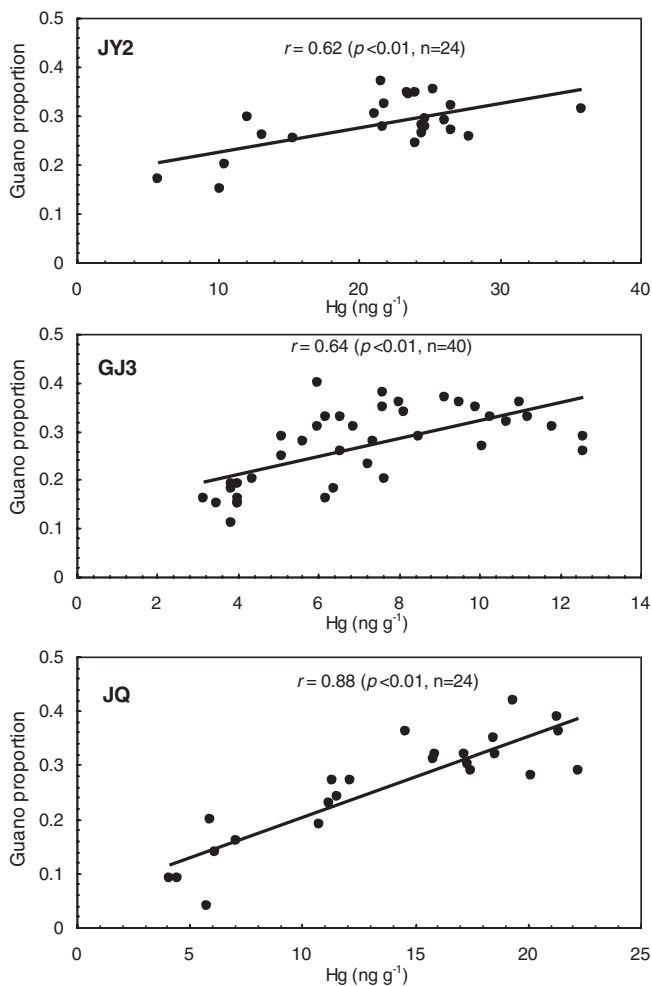 JY2
r = 0.62 (p<0.01, n=24)
Guano proportion
0.5
0.4
0.3
0.2
0.1
0
0 10 20 30 40
Hg (ng g-1)
GJ3
r = 0.64 (p<0.01, n=40)
Guano proportion
0.5
0.4
0.3
0.2
0.1
0
0 2 4 6 8 10 12 14
Hg (ng g-1)
JQ
r = 0.88 (p<0.01, n=24)
Guano proportion
0.5
0.4
0.3
0.2
0.1
0
0 5 10 15 20 25
Hg (ng g-1)